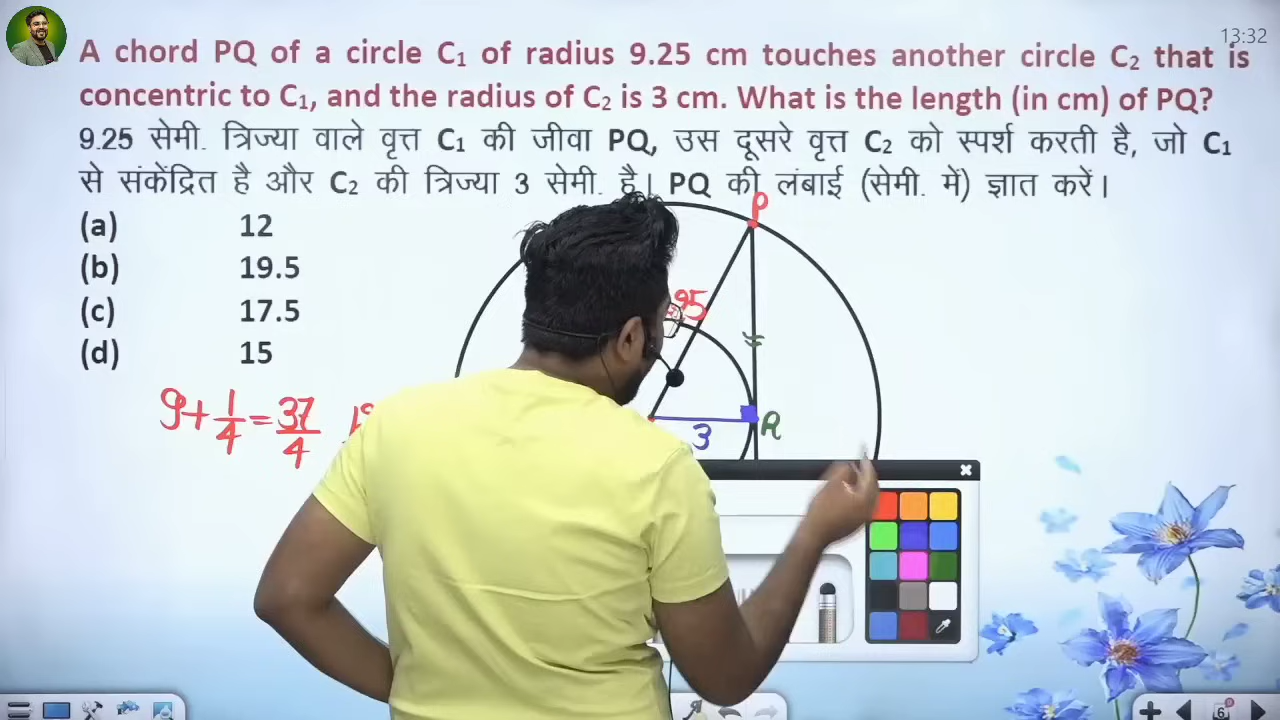 13:32
A chord PQ of a circle C₁ of radius 9.25 cm touches another circle C₂ that is
concentric to C₁, and the radius of C₂ is 3 cm. What is the length (in cm) of PQ?
9.25 सेमी. त्रिज्या वाले वृत्त C₁ की जीवा PQ, उस दूसरे वृत्त C₂ को स्पर्श करती है, जो C₁
से संकेंद्रित है और C₂ की त्रिज्या 3 सेमी. है। PQ की लंबाई (सेमी. में) ज्ञात करें।
(a) 12
(b) 19.5
(c) 17.5
(d) 15
P
95
9+1/4=37/4
3
R
6